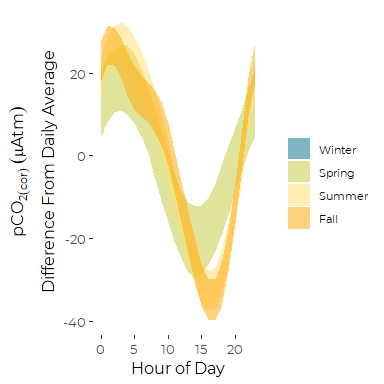 pCO2(cor) (μAtm)
Difference From Daily Average
20
0
-20
-40
0 5 10 15 20
Hour of Day
Winter
Spring
Summer
Fall